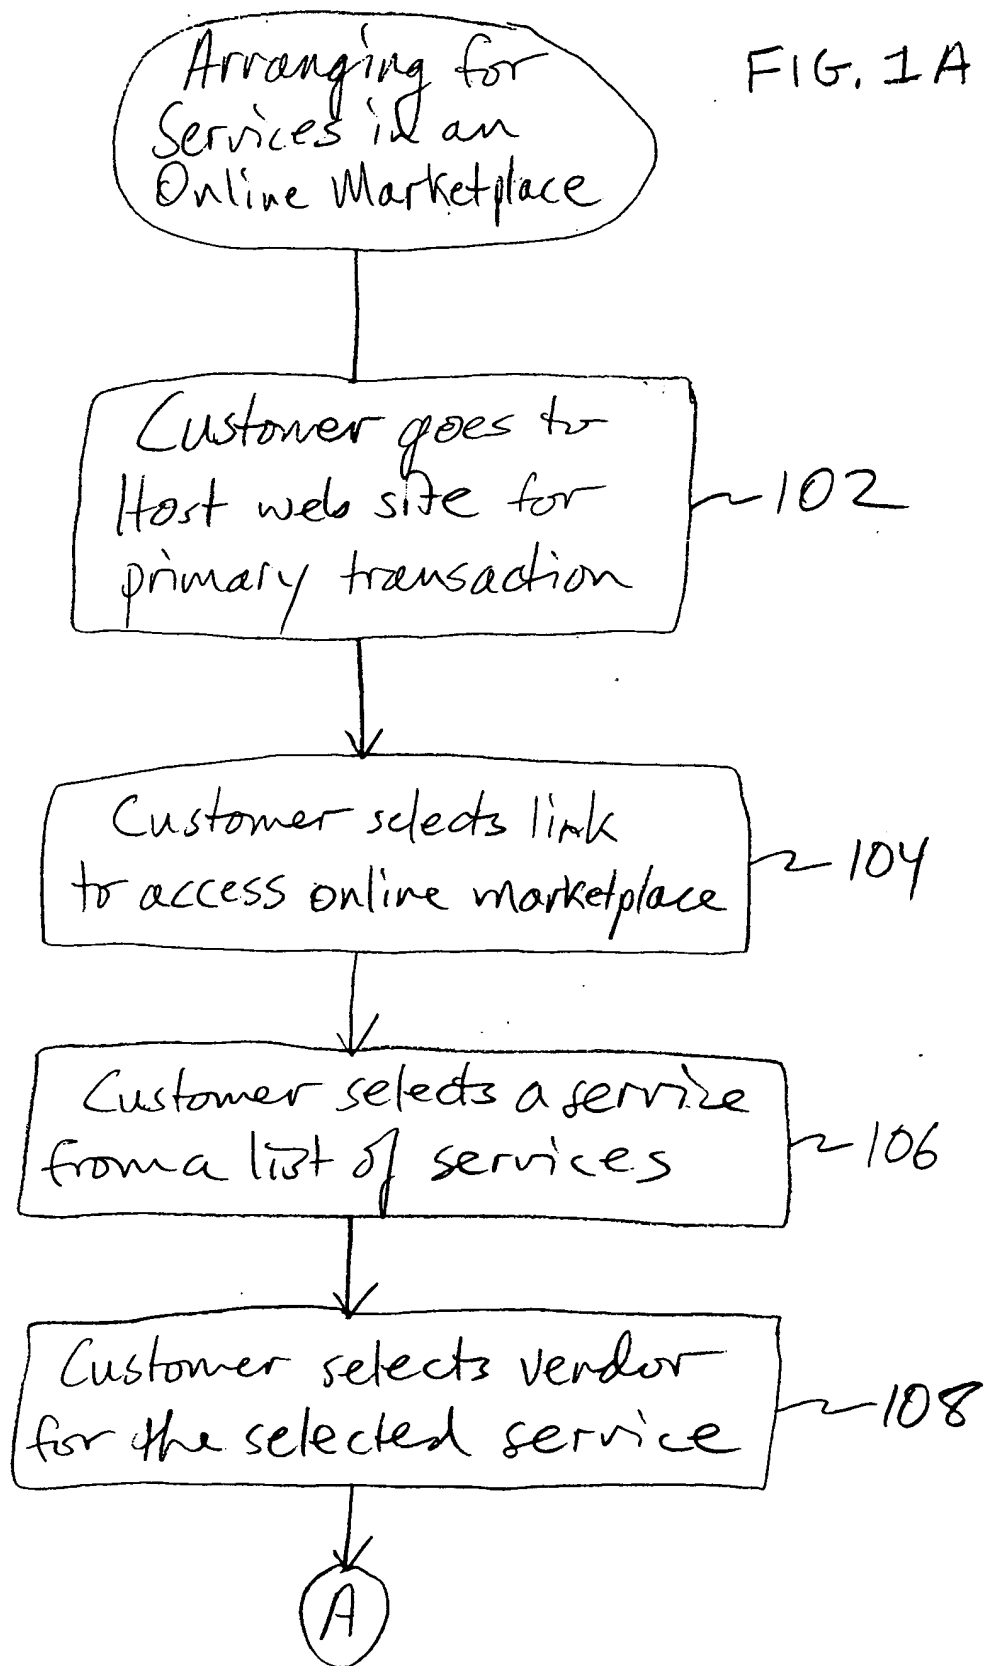 FIG. 1A
Arranging for
Services in an
Online Marketplace
Customer goes to
Host web site for
primary transaction
102
Customer selects link
to access online marketplace
104
Customer selects a service
from a list of services
106
Customer selects vendor
for the selected service
108
A